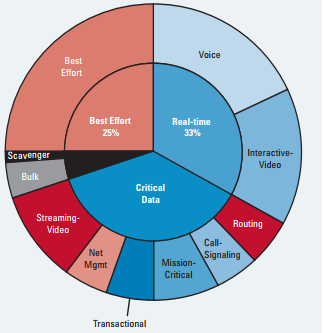 Best
Effort
Voice
Best Effort
25%
Real-time
33%
Interactive-
Video
Scavenger
Bulk
Critical
Data
Streaming-
Video
Routing
Call-
Signaling
Net
Mgmt
Mission-
Critical
Transactional